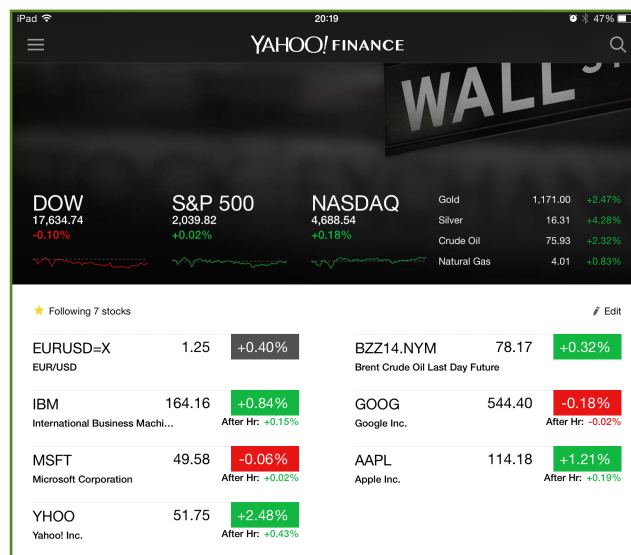 iPad 20:19 47%
YAHOO! FINANCE
WALL ST
DOW
17,634.74
-0.10%
S&P 500
2,039.82
+0.02%
NASDAQ
4,688.54
+0.18%
Gold 1,171.00 +2.47%
Silver 16.31 +4.28%
Crude Oil 75.93 +2.32%
Natural Gas 4.01 +0.83%
Following 7 stocks Edit
EURUSD=X 1.25 +0.40%
EUR/USD
BZZ14.NYM 78.17 +0.32%
Brent Crude Oil Last Day Future
IBM 164.16 +0.84%
International Business Machi... After Hr: +0.15%
GOOG 544.40 -0.18%
Google Inc. After Hr: -0.02%
MSFT 49.58 -0.06%
Microsoft Corporation After Hr: +0.02%
AAPL 114.18 +1.21%
Apple Inc. After Hr: +0.19%
YHOO 51.75 +2.48%
Yahoo! Inc. After Hr: +0.43%